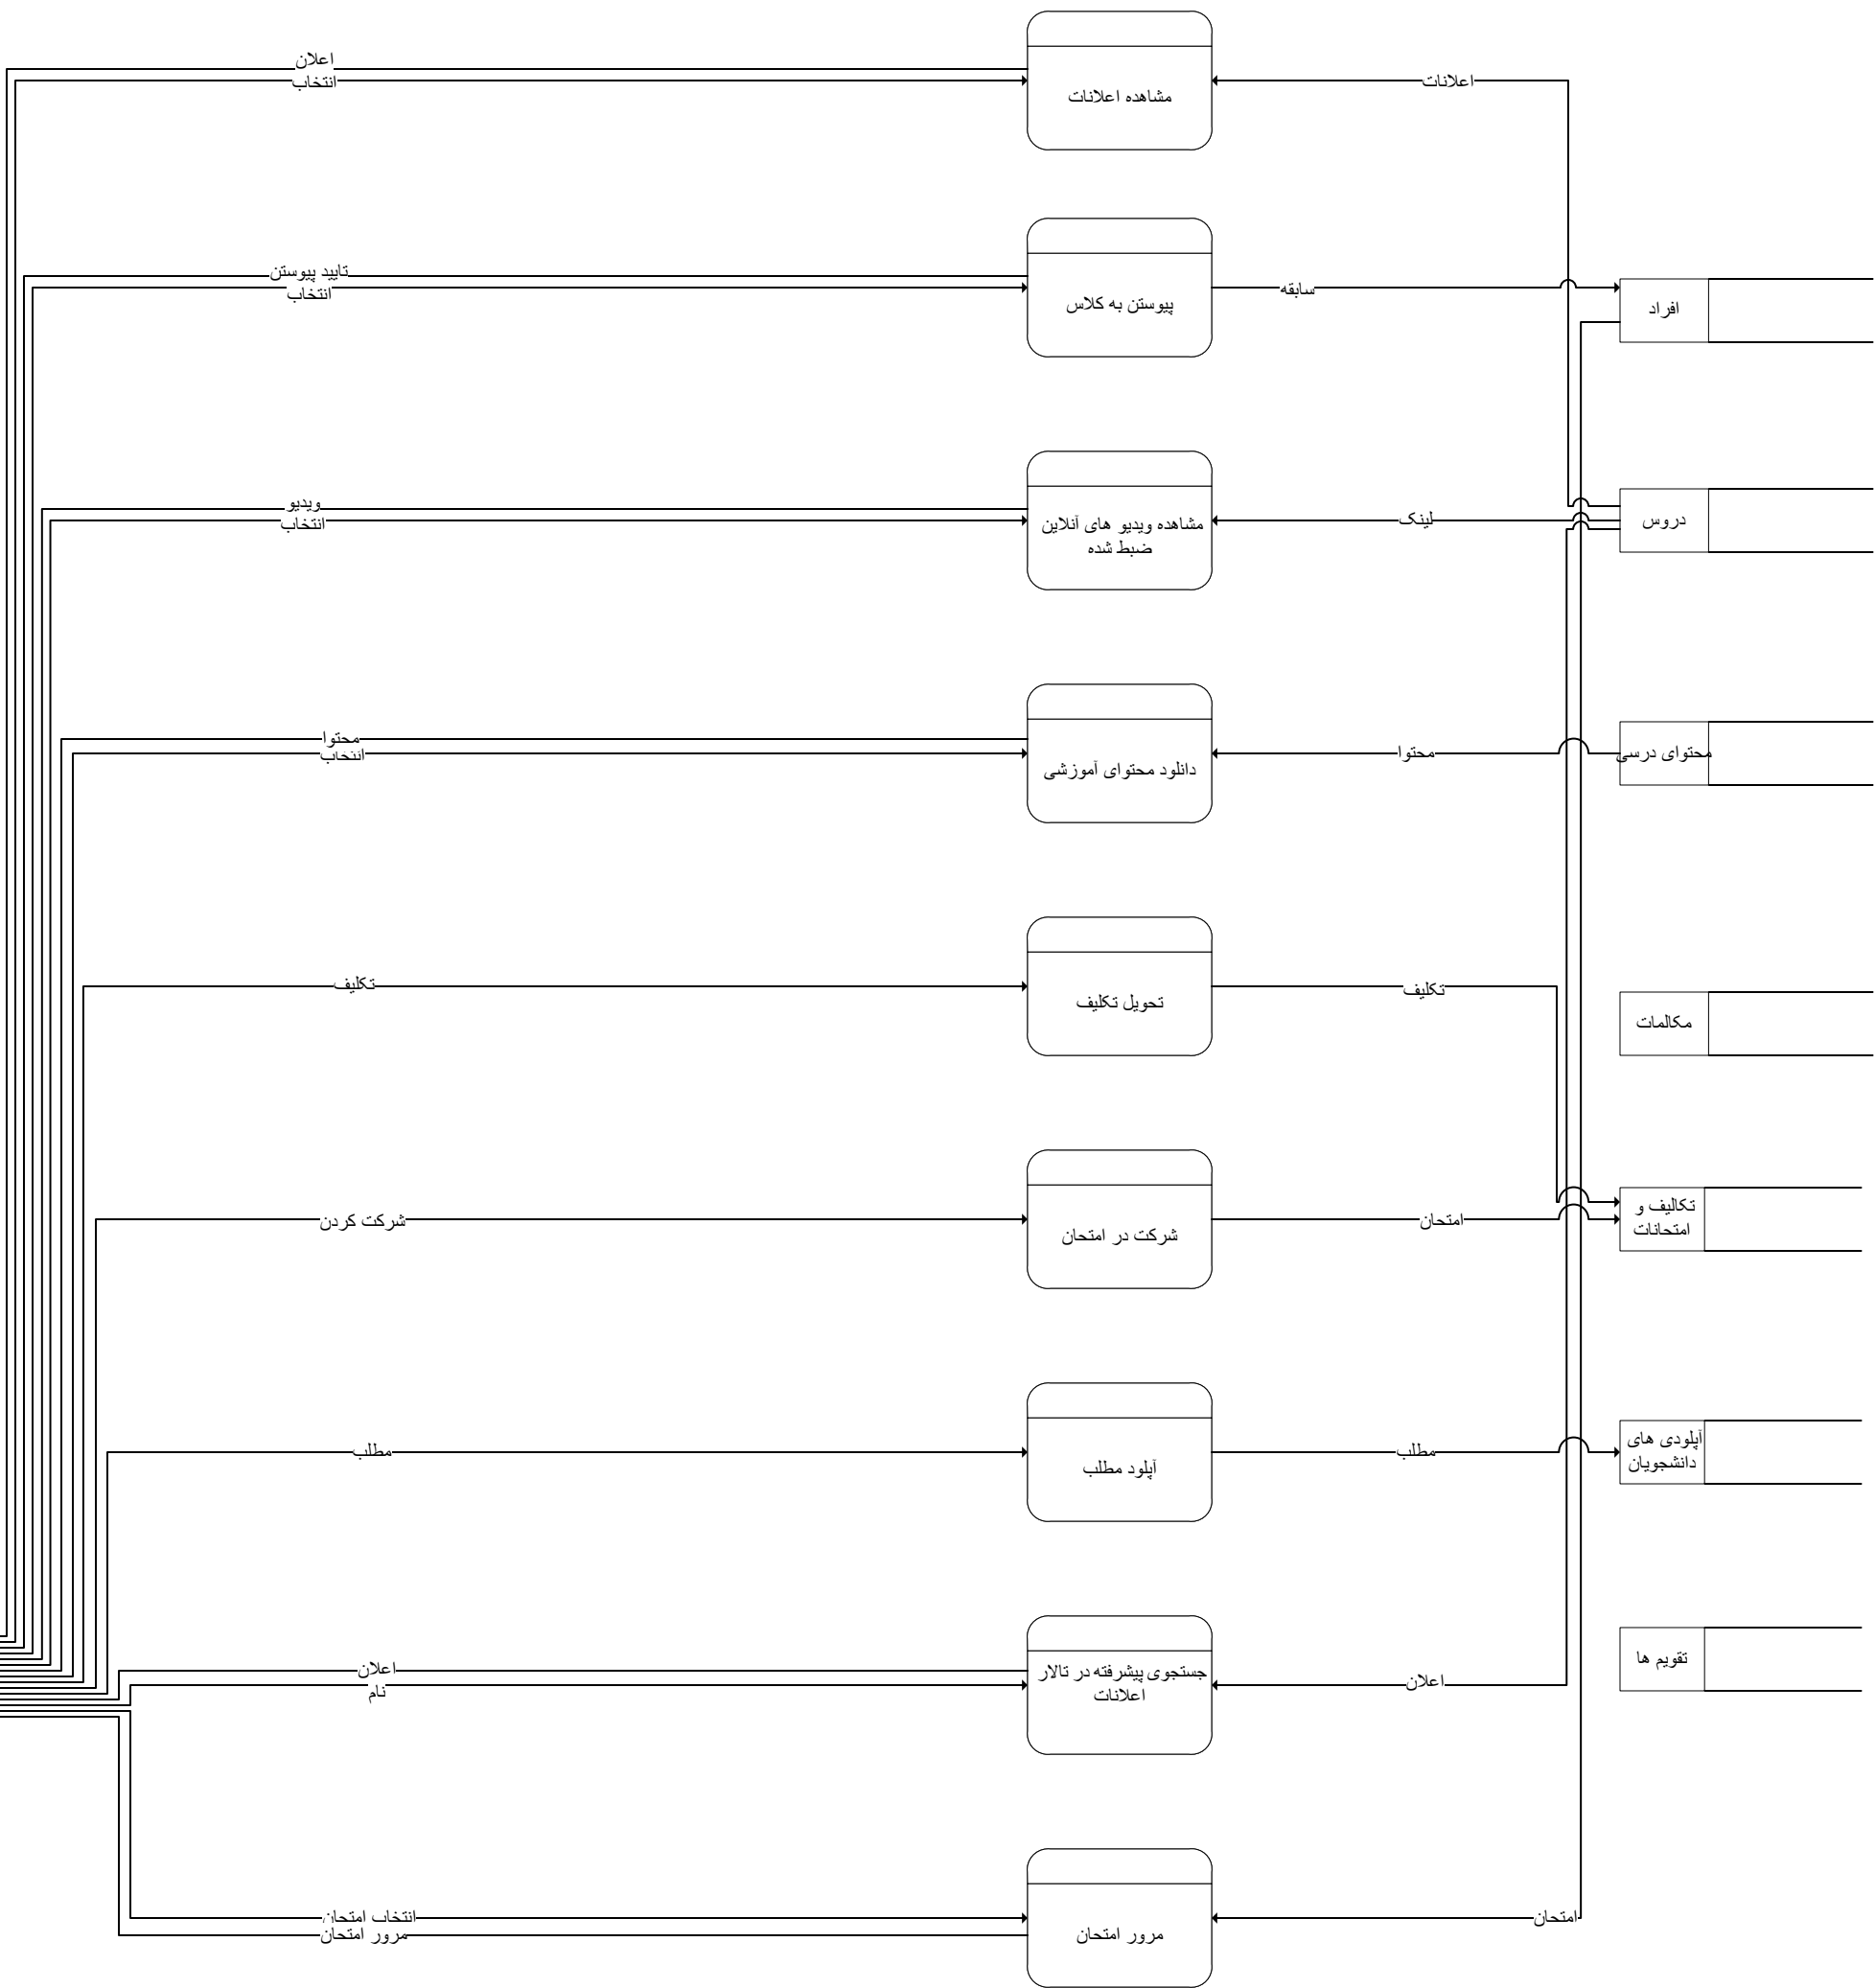 اعلان
انتخاب
مشاهده اعلانات
اعلانات
تایید پیوستن
انتخاب
پیوستن به کلاس
سابقه
افراد
ویدیو
انتخاب
مشاهده ویدیو های آنلاین
ضبط شده
لینک
دروس
محتوا
انتخاب
دانلود محتوای آموزشی
محتوا
محتوای درسی
تکلیف
تحویل تکلیف
تکلیف
مکالمات
شرکت کردن
شرکت در امتحان
امتحان
تکالیف و
امتحانات
مطلب
آپلود مطلب
مطلب
آپلودی های
دانشجویان
اعلان
نام
جستجوی پیشرفته در تالار
اعلانات
اعلان
تقویم ها
انتخاب امتحان
مرور امتحان
مرور امتحان
امتحان